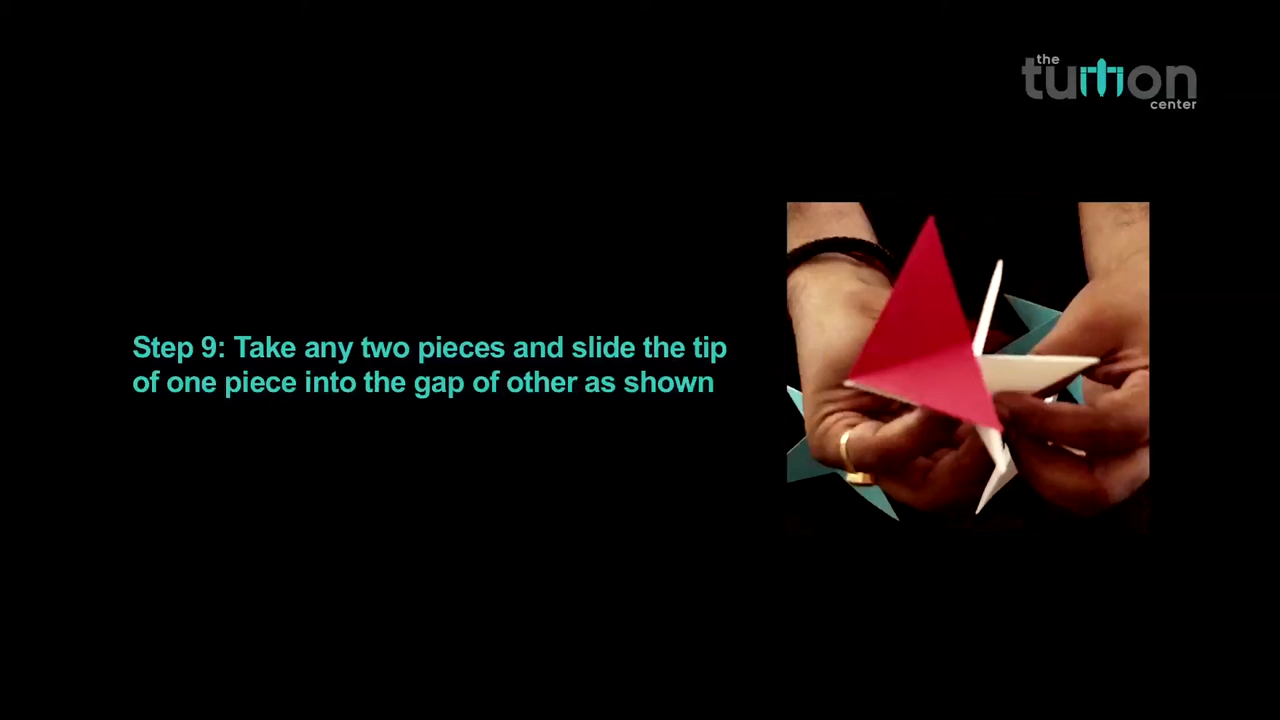 the
tuition
center
Step 9: Take any two pieces and slide the tip
of one piece into the gap of other as shown